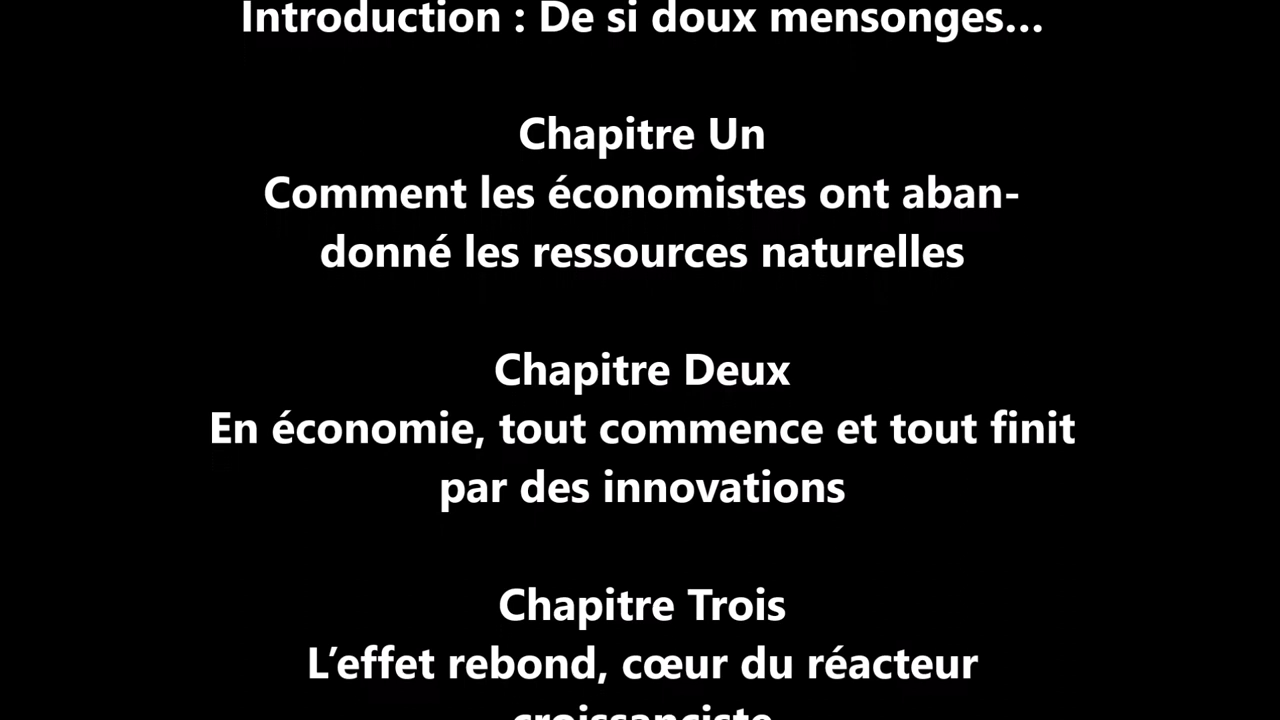 Introduction : De si doux mensonges...
Chapitre Un
Comment les économistes ont aban-
donné les ressources naturelles
Chapitre Deux
En économie, tout commence et tout finit
par des innovations
Chapitre Trois
L’effet rebond, cœur du réacteur
croissanciste